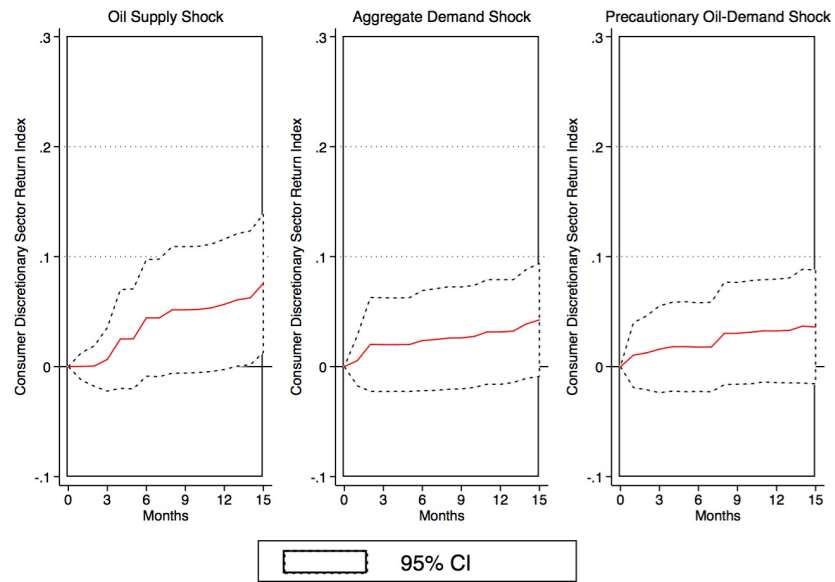 Oil Supply Shock
Consumer Discretionary Sector Return Index
.3
.2
.1
0
-.1
0 3 6 9 12 15
Months
Aggregate Demand Shock
Consumer Discretionary Sector Return Index
.3
.2
.1
0
-.1
0 3 6 9 12 15
Months
Precautionary Oil-Demand Shock
Consumer Discretionary Sector Return Index
.3
.2
.1
0
-.1
0 3 6 9 12 15
Months
95% CI